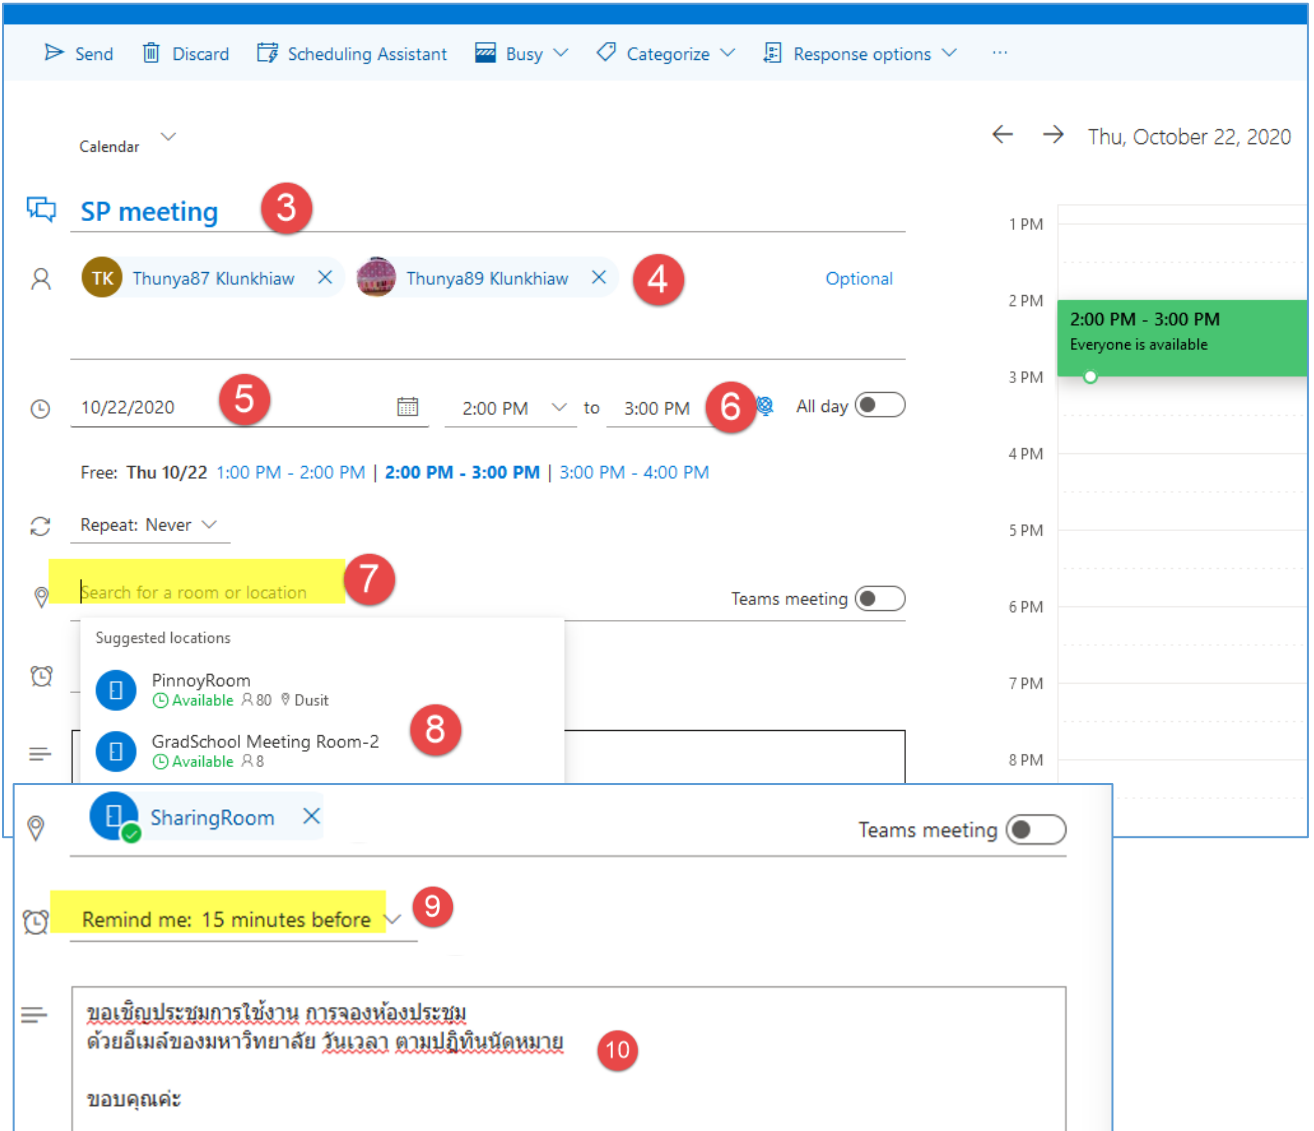 Send Discard Scheduling Assistant Busy Categorize Response options ...
Calendar
Thu, October 22, 2020
SP meeting 3
TK Thunya87 Klunkhiaw Thunya89 Klunkhiaw 4 Optional
10/22/2020 5 2:00 PM to 3:00 PM 6 All day
Free: Thu 10/22 1:00 PM - 2:00 PM | 2:00 PM - 3:00 PM | 3:00 PM - 4:00 PM
Repeat: Never
Search for a room or location 7
Teams meeting
Suggested locations
PinnoyRoom
Available 80 Dusit
GradSchool Meeting Room-2 8
Available 8
1 PM
2 PM
2:00 PM - 3:00 PM
Everyone is available
3 PM
4 PM
5 PM
6 PM
7 PM
8 PM
SharingRoom
Teams meeting
Remind me: 15 minutes before 9
ขอเชิญประชุมการใช้งาน การจองห้องประชุม
ด้วยอีเมล์ของมหาวิทยาลัย วันเวลา ตามปฏิทินนัดหมาย 10
ขอบคุณค่ะ